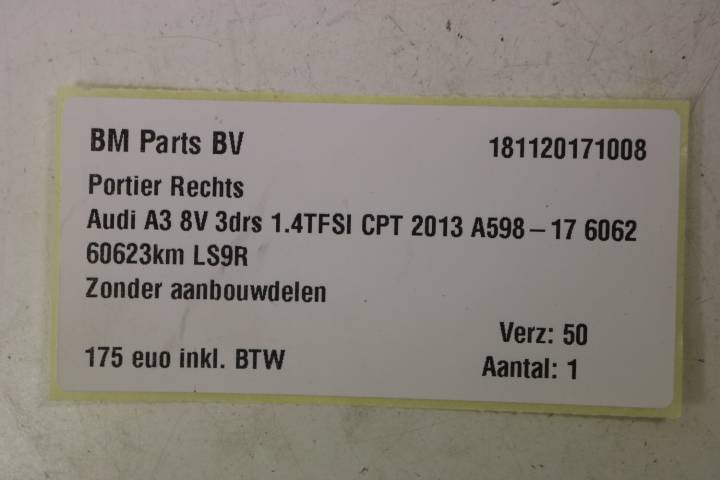 BM Parts BV 181120171008
Portier Rechts
Audi A3 8V 3drs 1.4TFSI CPT 2013 A598-17 6062
60623km LS9R
Zonder aanbouwdelen
Verz: 50
175 euo inkl. BTW Aantal: 1